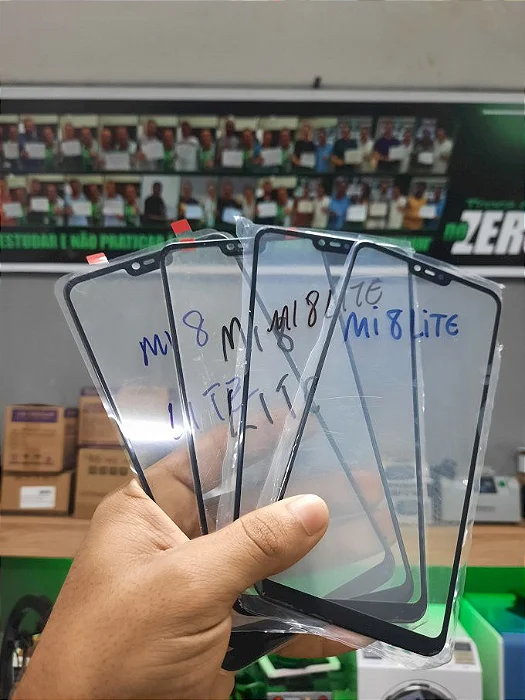 ESTUDAR E NÃO PRATICAR
ZER
Mi 8
LITE
Mi 8
LITE
Mi 8 LITE
Mi 8 LiTE